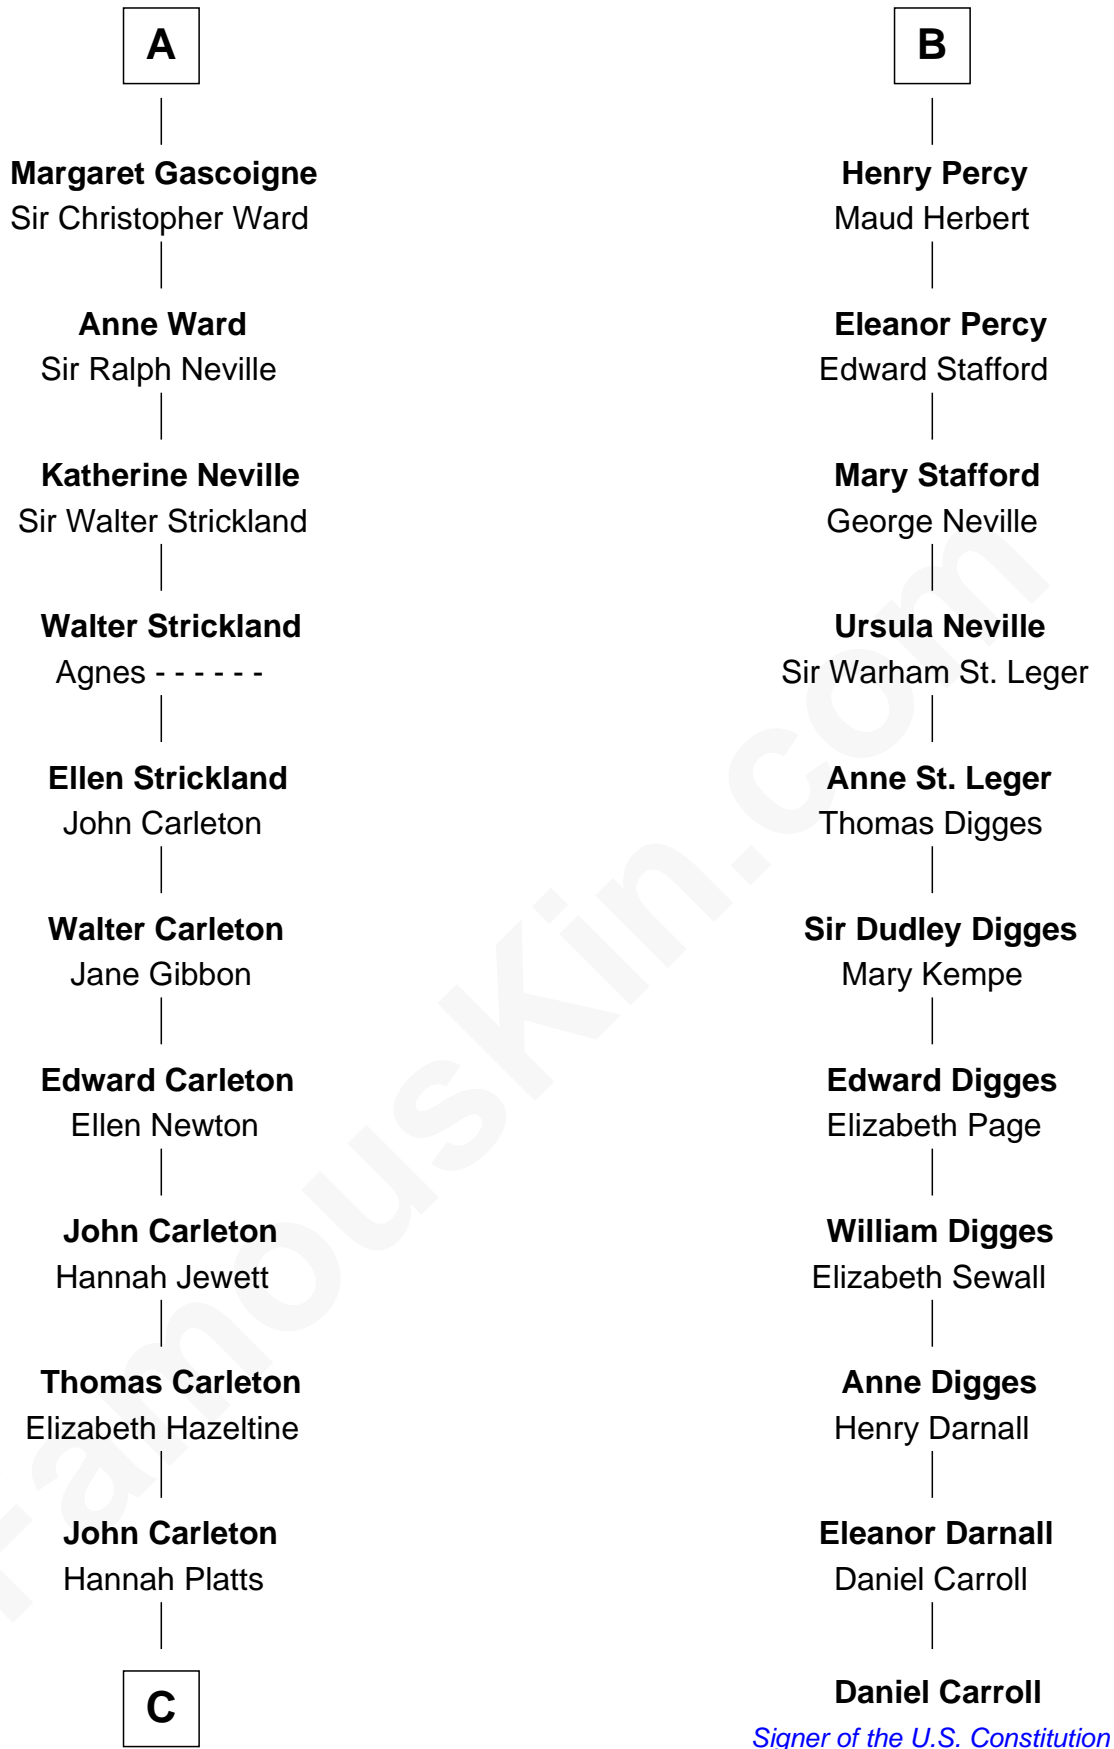 A
Margaret Gascoigne
Sir Christopher Ward
Anne Ward
Sir Ralph Neville
Katherine Neville
Sir Walter Strickland
Walter Strickland
Agnes - - - - - -
Ellen Strickland
John Carleton
Walter Carleton
Jane Gibbon
Edward Carleton
Ellen Newton
John Carleton
Hannah Jewett
Thomas Carleton
Elizabeth Hazeltine
John Carleton
Hannah Platts
C
B
Henry Percy
Maud Herbert
Eleanor Percy
Edward Stafford
Mary Stafford
George Neville
Ursula Neville
Sir Warham St. Leger
Anne St. Leger
Thomas Digges
Sir Dudley Digges
Mary Kempe
Edward Digges
Elizabeth Page
William Digges
Elizabeth Sewall
Anne Digges
Henry Darnall
Eleanor Darnall
Daniel Carroll
Daniel Carroll
Signer of the U.S. Constitution
FamousKin.com